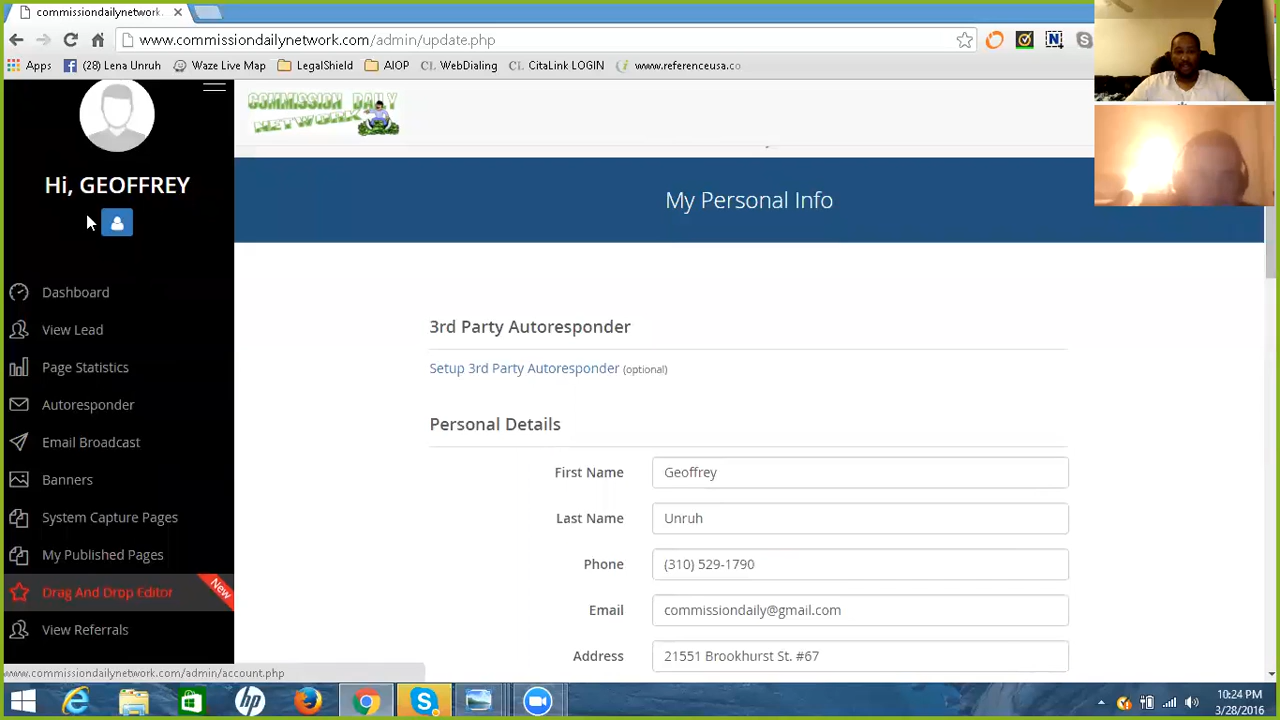 commissiondailynetwork.
www.commissiondailynetwork.com/admin/update.php
Apps (28) Lena Unruh Waze Live Map LegalShield AIOP WebDialing CitaLink LOGIN www.referenceusa.co
COMMISSION DAILY
NETWORK
Hi, GEOFFREY
Dashboard
View Lead
Page Statistics
Autoresponder
Email Broadcast
Banners
System Capture Pages
My Published Pages
Drag And Drop Editor New
View Referrals
My Personal Info
3rd Party Autoresponder
Setup 3rd Party Autoresponder (optional)
Personal Details
First Name Geoffrey
Last Name Unruh
Phone (310) 529-1790
Email commissiondaily@gmail.com
Address 21551 Brookhurst St. #67
www.commissiondailynetwork.com/admin/account.php
10:24 PM
3/28/2016